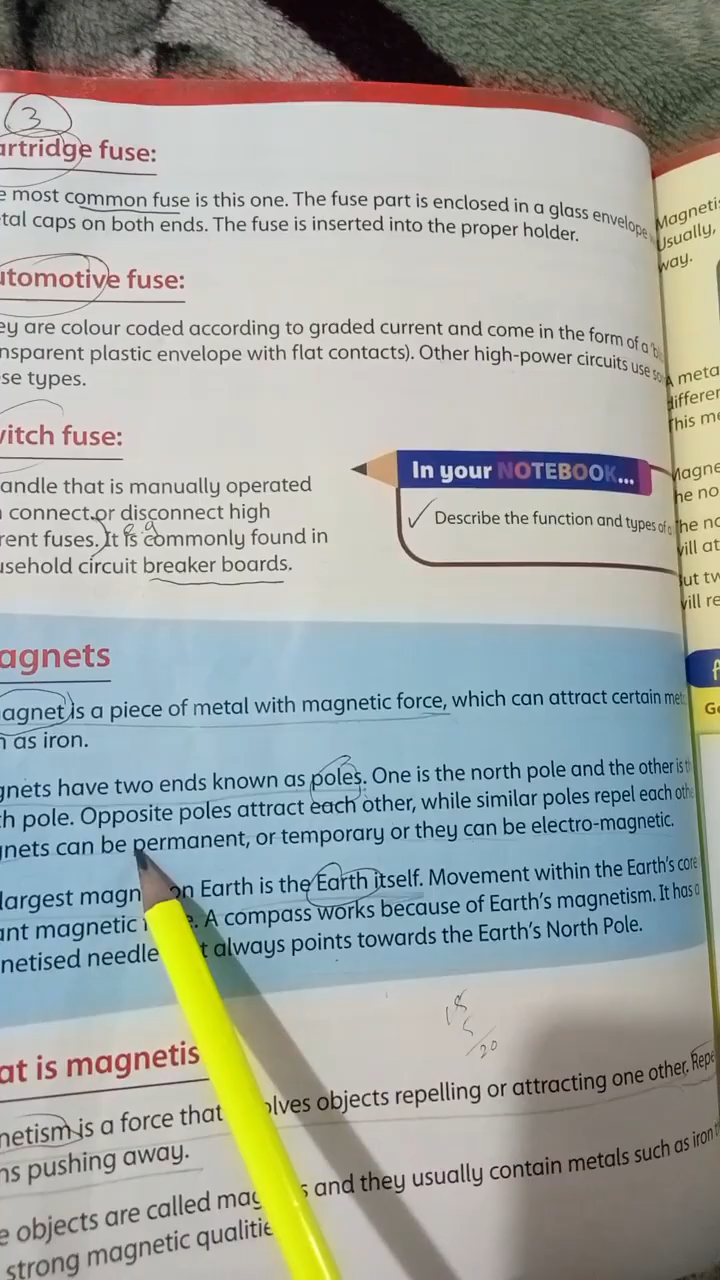 3
artridge fuse:
e most common fuse is this one. The fuse part is enclosed in a glass envelope
tal caps on both ends. The fuse is inserted into the proper holder.
utomotive fuse:
ey are colour coded according to graded current and come in the form of a
nsparent plastic envelope with flat contacts). Other high-power circuits use
se types.
vitch fuse:
andle that is manually operated
connect or disconnect high
rent fuses. It is commonly found in
usehold circuit breaker boards.
In your NOTEBOOK...
Describe the function and types of
agnets
agnet is a piece of metal with magnetic force, which can attract certain
as iron.
gnets have two ends known as poles. One is the north pole and the other is
h pole. Opposite poles attract each other, while similar poles repel each
gnets can be permanent, or temporary or they can be electro-magnetic.
largest magn on Earth is the Earth itself. Movement within the Earth's core
ant magnetic A compass works because of Earth's magnetism. It has
netised needle always points towards the Earth's North Pole.
18
5/20
at is magnetis
netism is a force that objects repelling or attracting one other.
ns pushing away.
e objects are called and they usually contain metals such as iron
strong magnetic qualitie
Magneti
Usually,
way.
A meta
differer
This me
Magne
he no
he no
vill at
ut tw
vill re